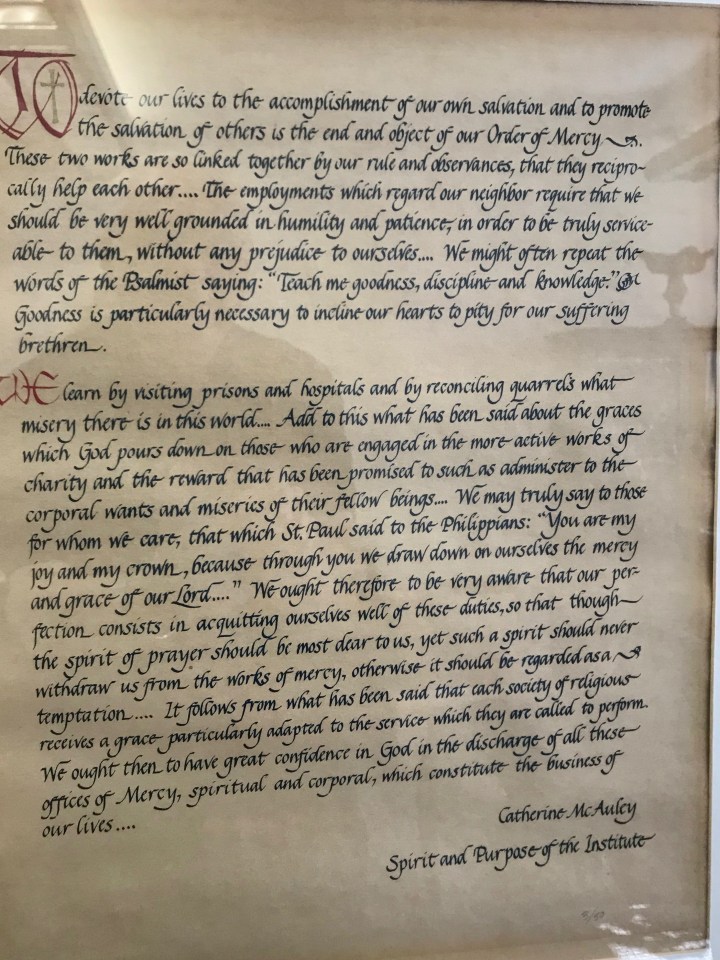 To devote our lives to the accomplishment of our own salvation and to promote
the salvation of others is the end and object of our Order of Mercy.
These two works are so linked together by our rule and observances, that they recipro-
cally help each other.... The employments which regard our neighbor require that we
should be very well grounded in humility and patience, in order to be truly service-
able to them, without any prejudice to ourselves.... We might often repeat the
words of the Psalmist saying: "Teach me goodness, discipline and knowledge."
Goodness is particularly necessary to incline our hearts to pity for our suffering
brethren.
We learn by visiting prisons and hospitals and by reconciling quarrels what
misery there is in this world.... Add to this what has been said about the graces
which God pours down on those who are engaged in the more active works of
charity and the reward that has been promised to such as administer to the
corporal wants and miseries of their fellow beings.... We may truly say to those
for whom we care, that which St. Paul said to the Philippians: "You are my
joy and my crown, because through you we draw down on ourselves the mercy
and grace of our Lord...." We ought therefore to be very aware that our per-
fection consists in acquitting ourselves well of these duties, so that though
the spirit of prayer should be most dear to us, yet such a spirit should never
withdraw us from the works of mercy, otherwise it should be regarded as a
temptation.... It follows from what has been said that each society of religious
receives a grace particularly adapted to the service which they are called to perform.
We ought then to have great confidence in God in the discharge of all these
offices of Mercy, spiritual and corporal, which constitute the business of
our lives....
Catherine McAuley
Spirit and Purpose of the Institute